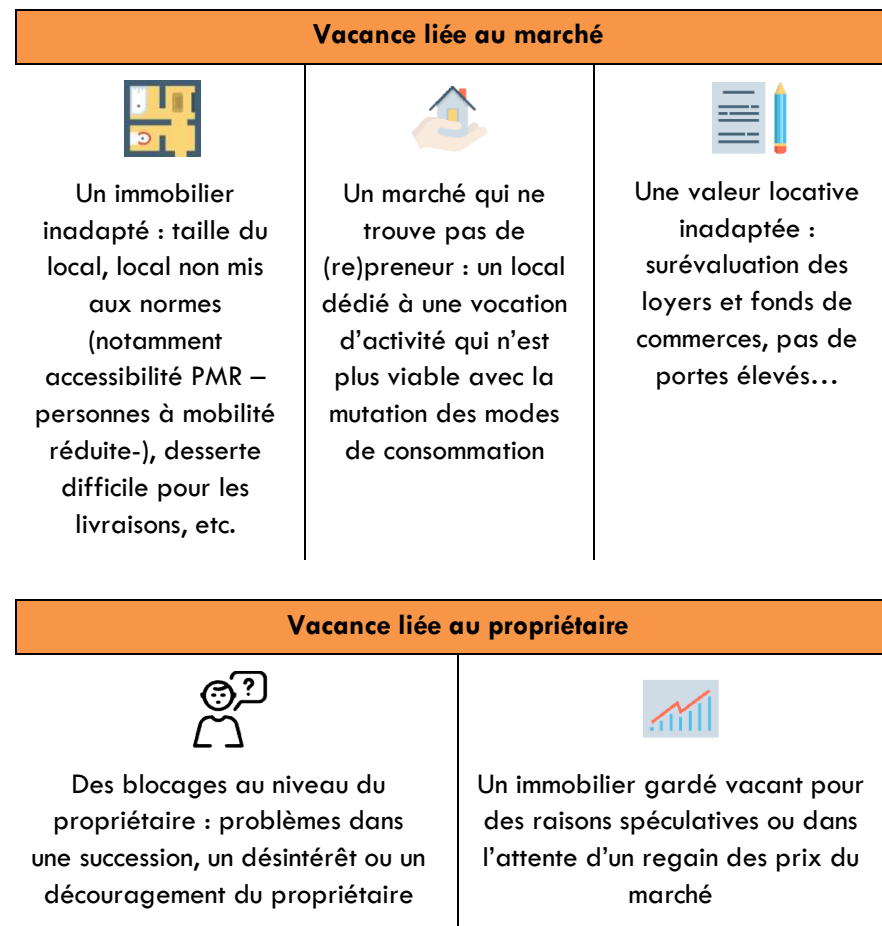 Vacance liée au marché
Un immobilier
inadapté : taille du
local, local non mis
aux normes
(notamment
accessibilité PMR –
personnes à mobilité
réduite-), desserte
difficile pour les
livraisons, etc.
Un marché qui ne
trouve pas de
(re)preneur : un local
dédié à une vocation
d’activité qui n’est
plus viable avec la
mutation des modes
de consommation
Une valeur locative
inadaptée :
surévaluation des
loyers et fonds de
commerces, pas de
portes élevés…
Vacance liée au propriétaire
?
Des blocages au niveau du
propriétaire : problèmes dans
une succession, un désintérêt ou un
découragement du propriétaire
Un immobilier gardé vacant pour
des raisons spéculatives ou dans
l’attente d’un regain des prix du
marché